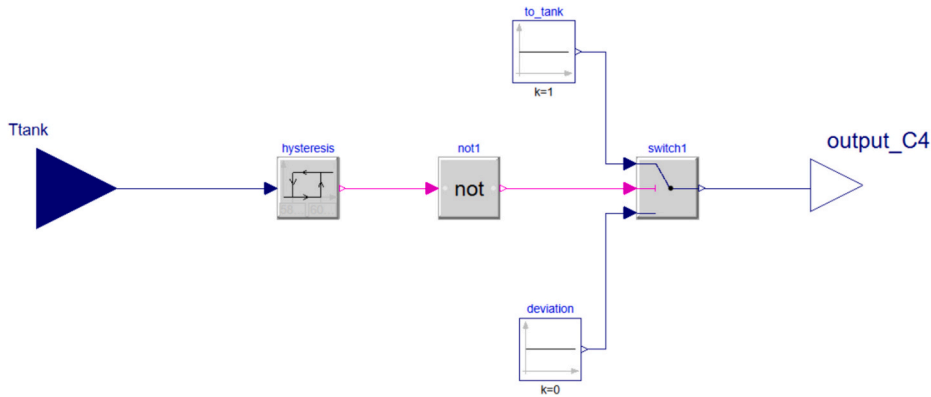 to_tank
k=1
Ttank
hysteresis
not1
switch1
output_C4
not
deviation
k=0